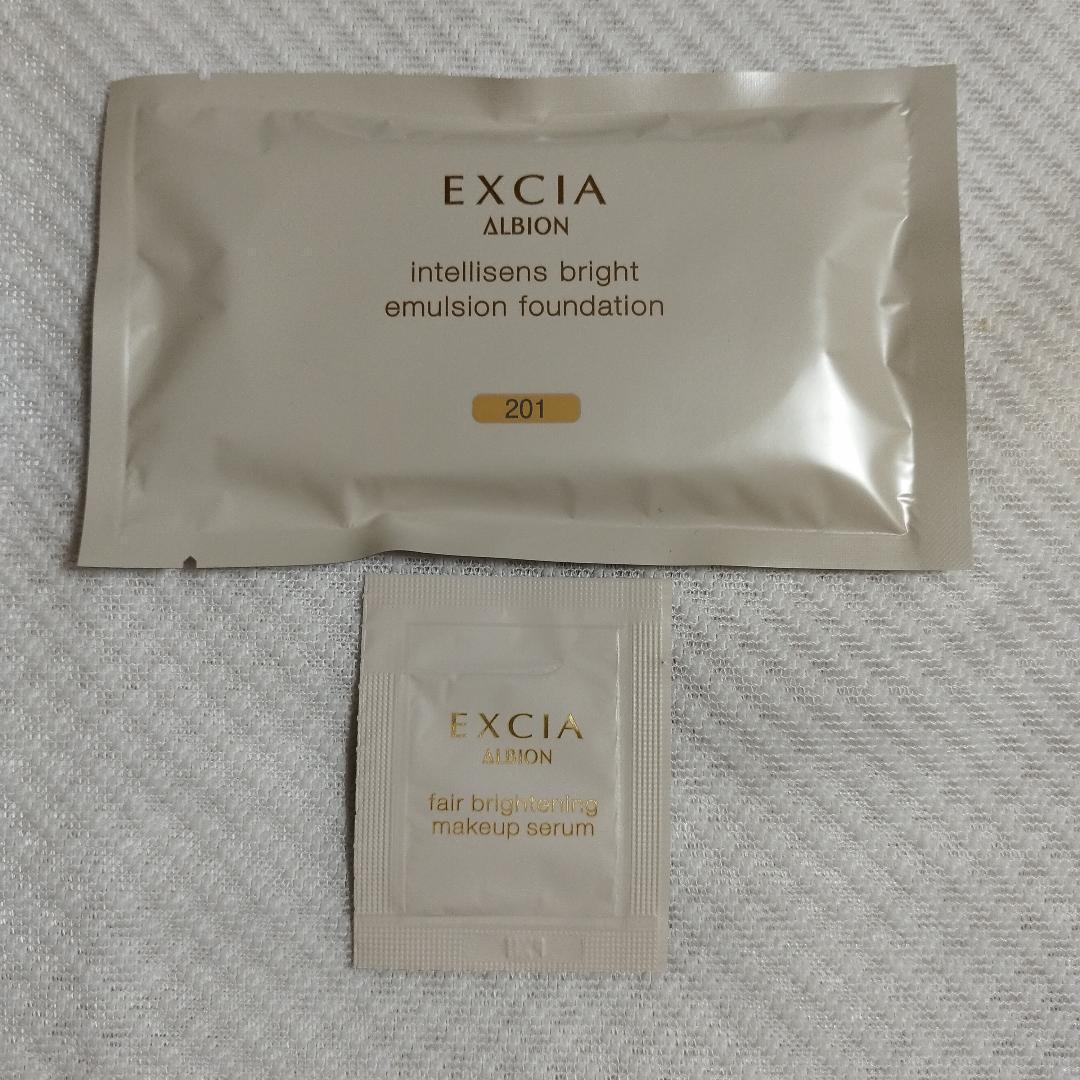 EXCIA
ALBION
intellisens bright
emulsion foundation
201
EXCIA
ALBION
fair brightening
makeup serum